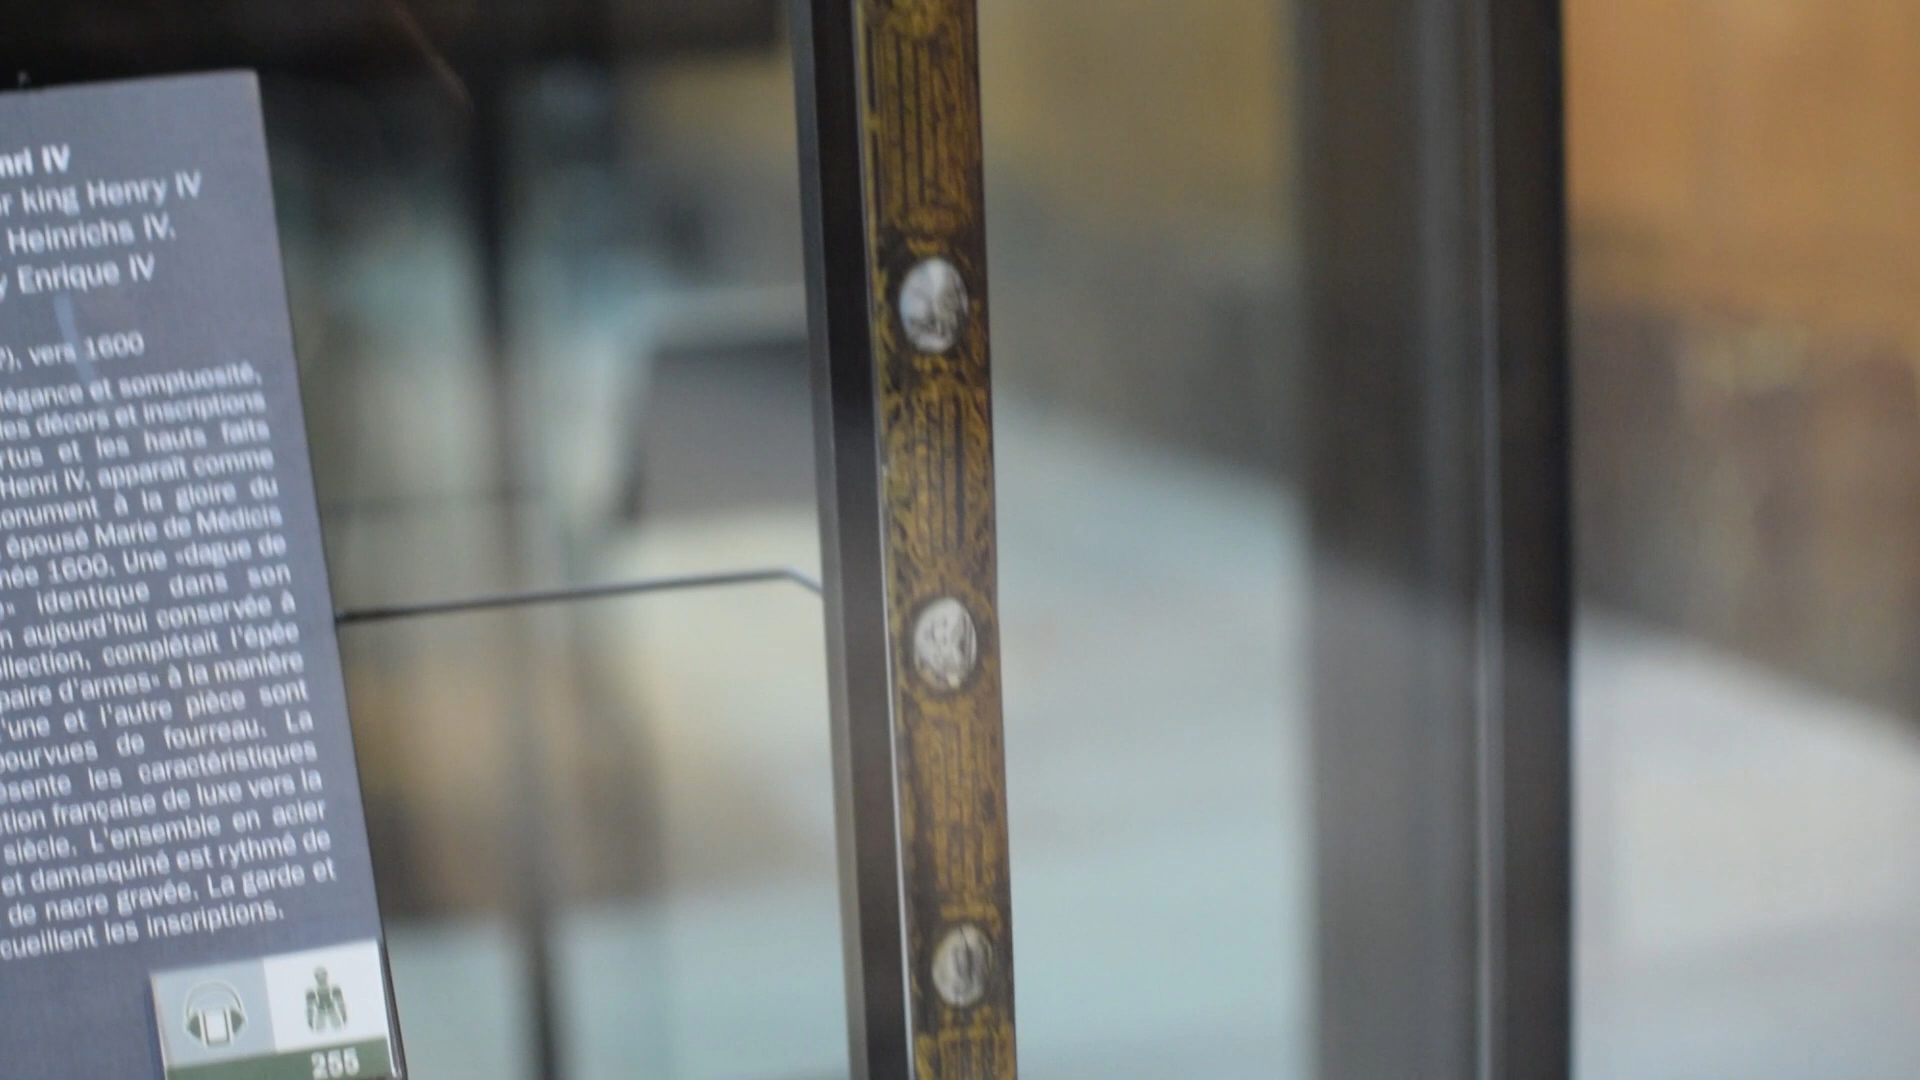 nri IV
r king Henry IV
Heinrichs IV.
y Enrique IV
), vers 1600
légance et somptuosité,
les décors et inscriptions
rtus et les hauts faits
Henri IV, apparaît comme
onument à la gloire du
épousé Marie de Médicis
née 1600. Une «dague de
» identique dans son
n aujourd'hui conservée à
llection, complétait l'épée
paire d'armes» à la manière
'une et l'autre pièce sont
pourvues de fourreau. La
ésente les caractéristiques
tion française de luxe vers la
siècle. L'ensemble en acier
et damasquiné est rythmé de
de nacre gravée. La garde et
cueillent les inscriptions.
255